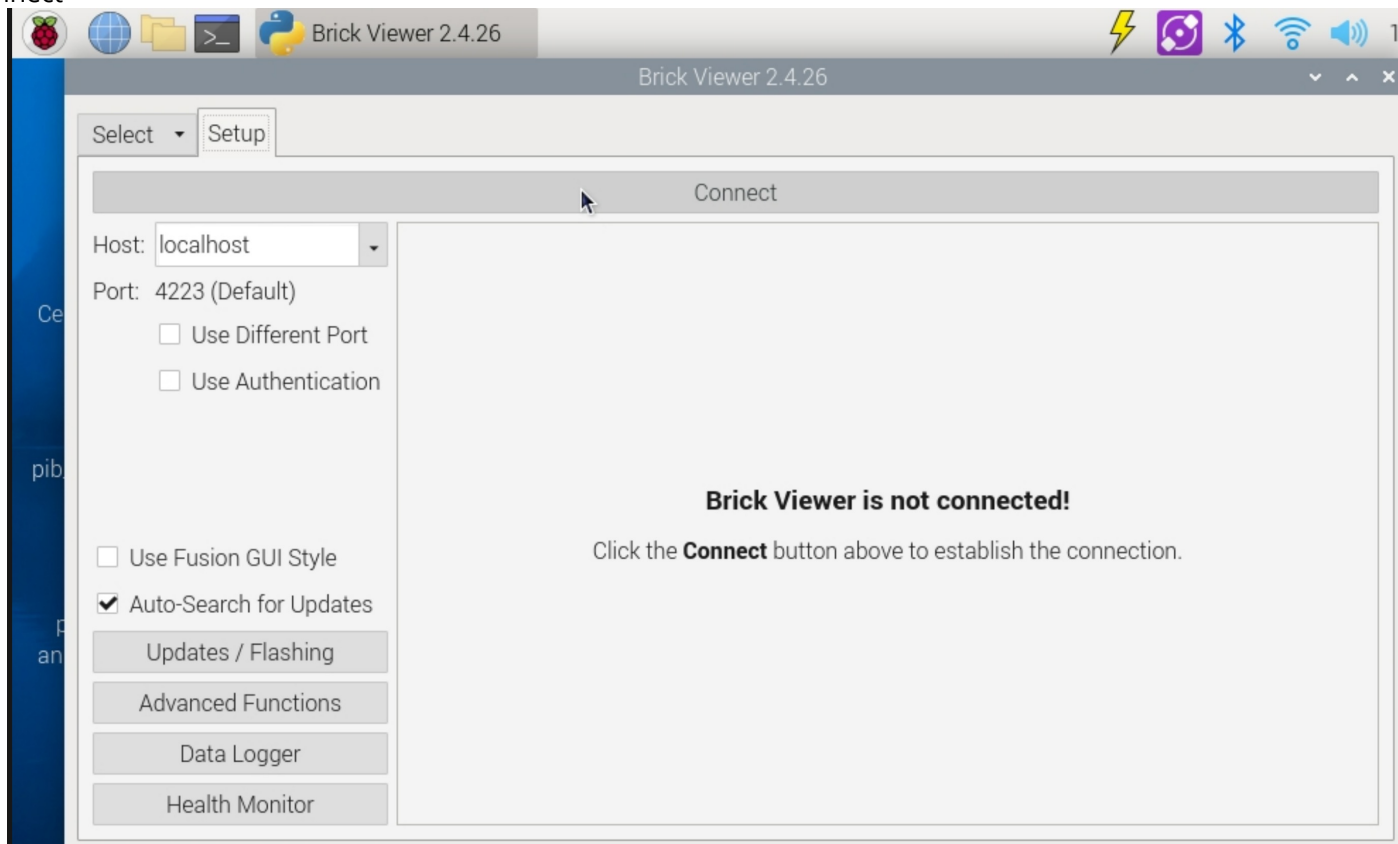 Brick Viewer 2.4.26
Brick Viewer 2.4.26
Select
Setup
Connect
Host: localhost
Port: 4223 (Default)
Use Different Port
Use Authentication
Brick Viewer is not connected!
Click the Connect button above to establish the connection.
Use Fusion GUI Style
Auto-Search for Updates
Updates / Flashing
Advanced Functions
Data Logger
Health Monitor